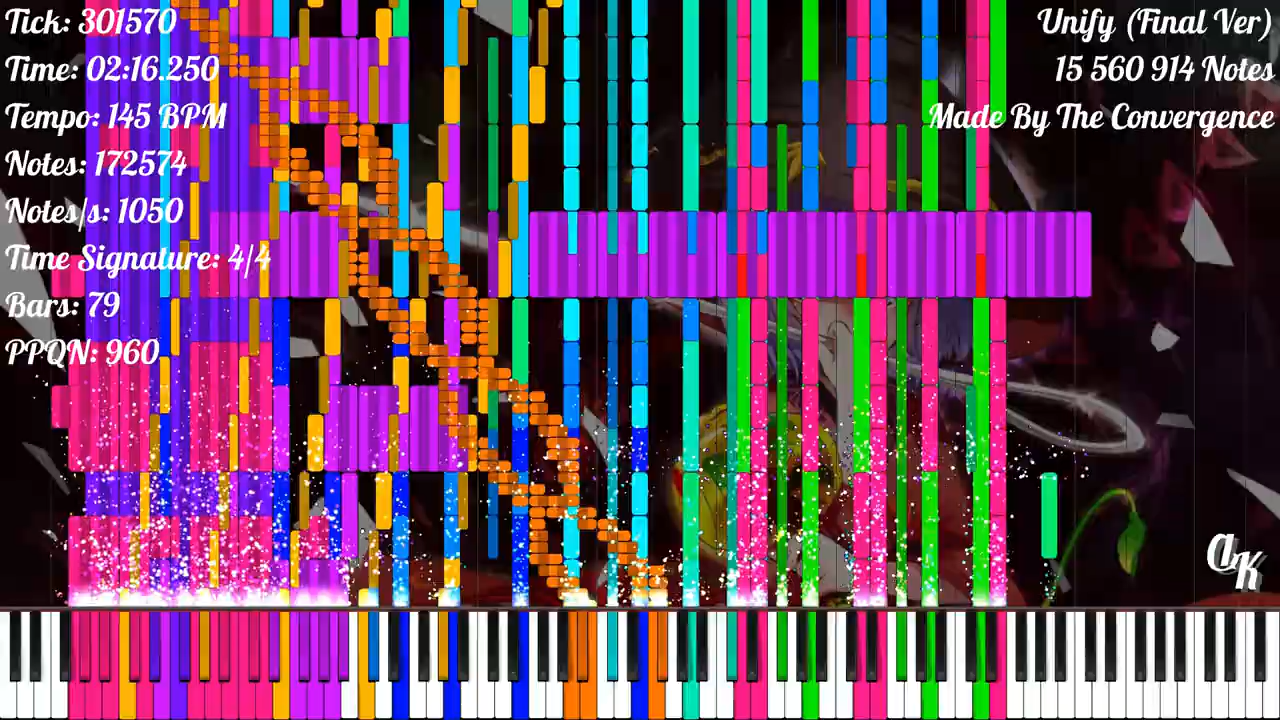 Tick: 301570
Time: 02:16.250
Tempo: 145 BPM
Notes: 172574
Notes/s: 1050
Time Signature: 4/4
Bars: 79
PPQN: 960
Unify (Final Ver)
15 560 914 Notes
Made By The Convergence
aK